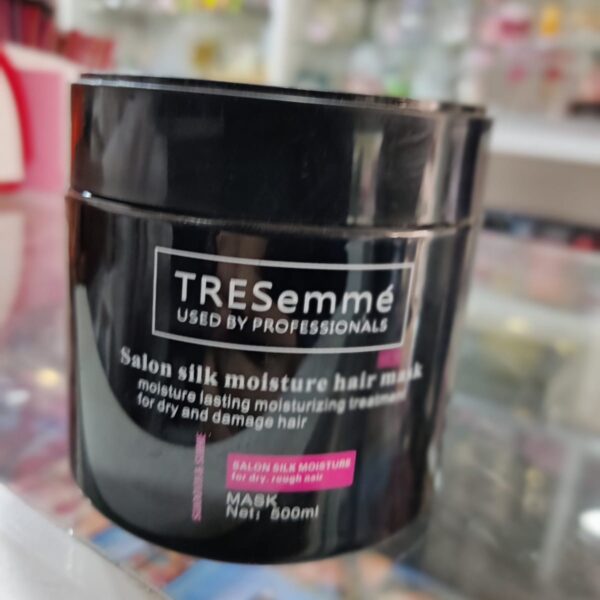 TRESemmé
USED BY PROFESSIONALS
Salon silk moisture hair mask
moisture lasting moisturizing treatment
for dry and damage hair
SALON SILK MOISTURE
for dry, rough hair
MASK
Net: 500ml